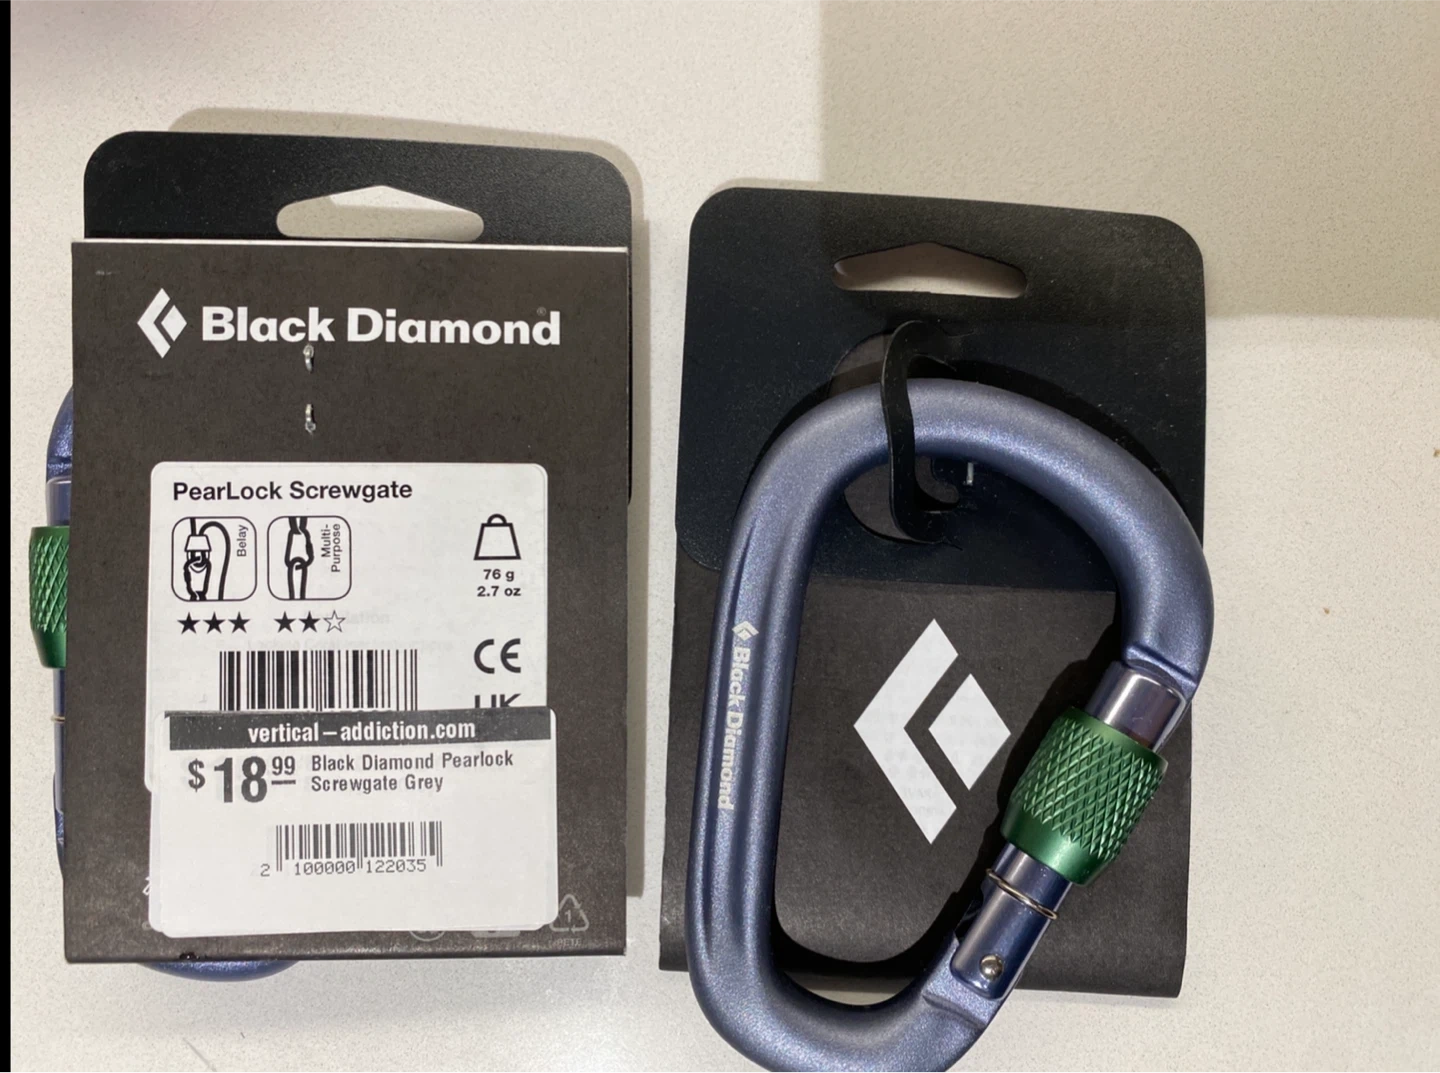 Black Diamond
PearLock Screwgate
Belay
Multi-
Purpose
76 g
2.7 oz
CE
UK
vertical-addiction.com
$18.99 Black Diamond Pearlock
Screwgate Grey
2 100000 122035
Black Diamond